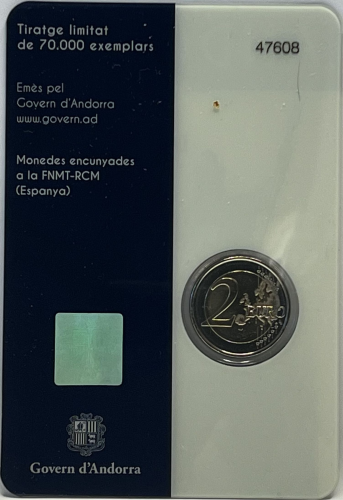 Tiratge limitat
de 70.000 exemplars
47608
Emès pel
Govern d'Andorra
www.govern.ad
Monedes encunyades
a la FNMT-RCM
(Espanya)
2 EURO
Govern d'Andorra